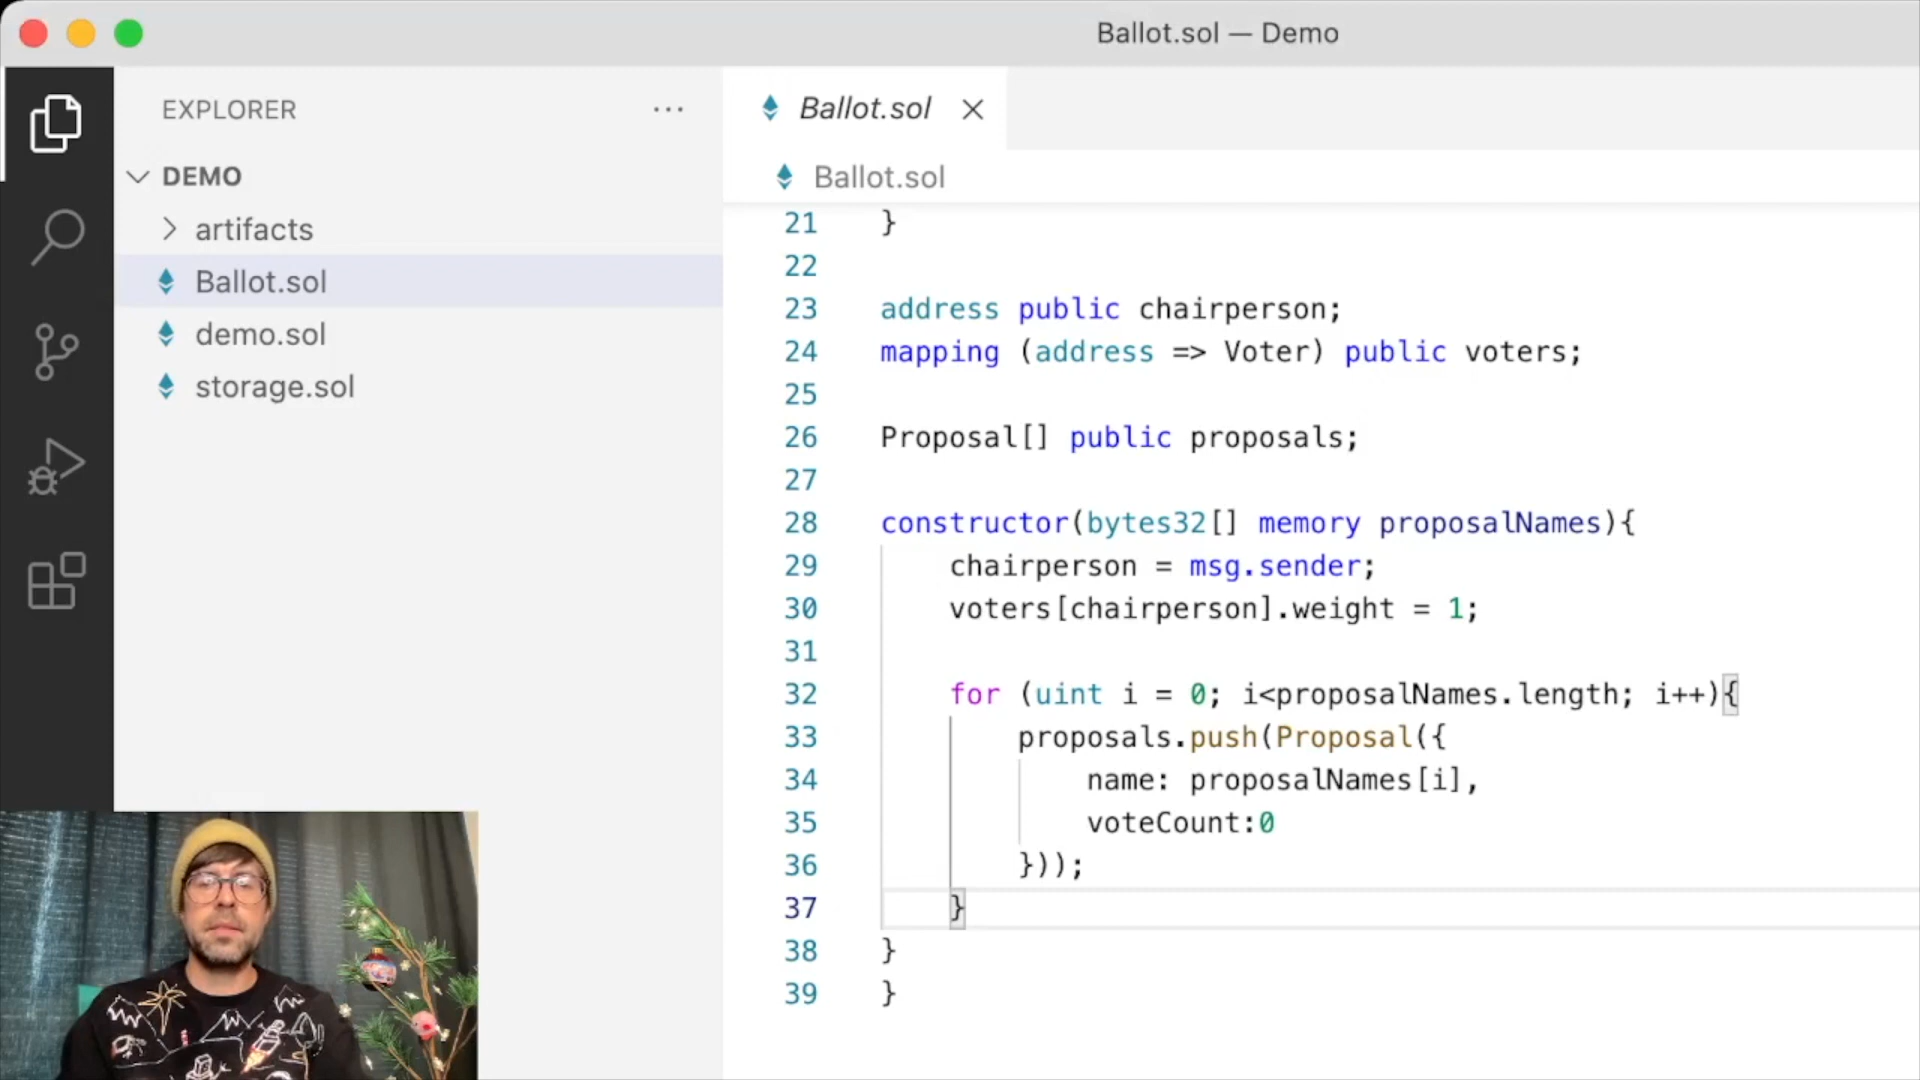 Ballot.sol — Demo
EXPLORER
DEMO
artifacts
Ballot.sol
demo.sol
storage.sol
Ballot.sol
Ballot.sol
21 }
22
23 address public chairperson;
24 mapping (address => Voter) public voters;
25
26 Proposal[] public proposals;
27
28 constructor(bytes32[] memory proposalNames){
29 chairperson = msg.sender;
30 voters[chairperson].weight = 1;
31
32 for (uint i = 0; i<proposalNames.length; i++){
33 proposals.push(Proposal({
34 name: proposalNames[i],
35 voteCount:0
36 }));
37 }
38 }
39 }